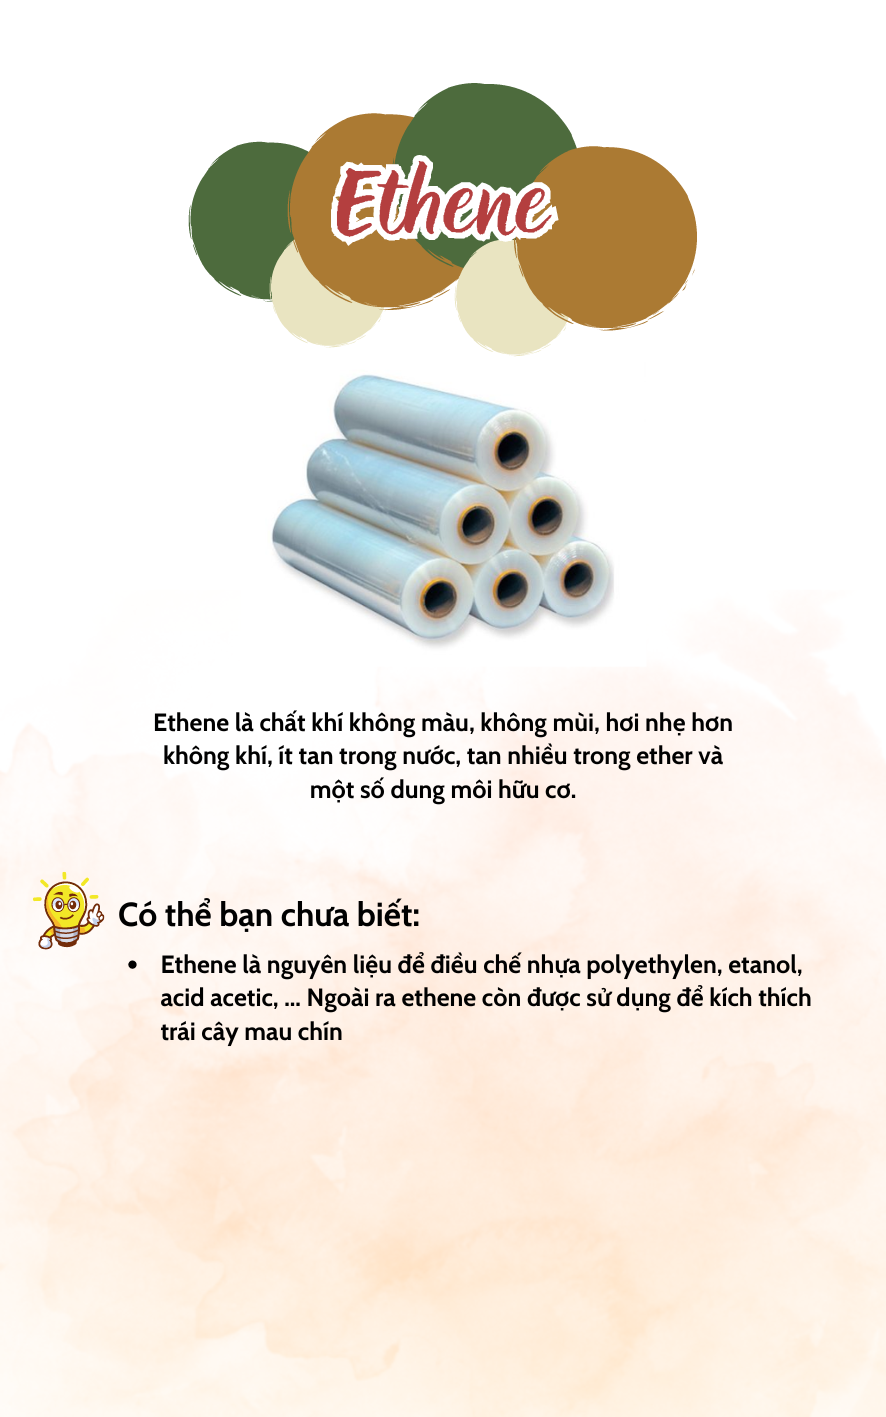 Ethene
Ethene là chất khí không màu, không mùi, hơi nhẹ hơn
không khí, ít tan trong nước, tan nhiều trong ether và
một số dung môi hữu cơ.
Có thể bạn chưa biết:
• Ethene là nguyên liệu để điều chế nhựa polyethylen, etanol,
acid acetic, ... Ngoài ra ethene còn được sử dụng để kích thích
trái cây mau chín